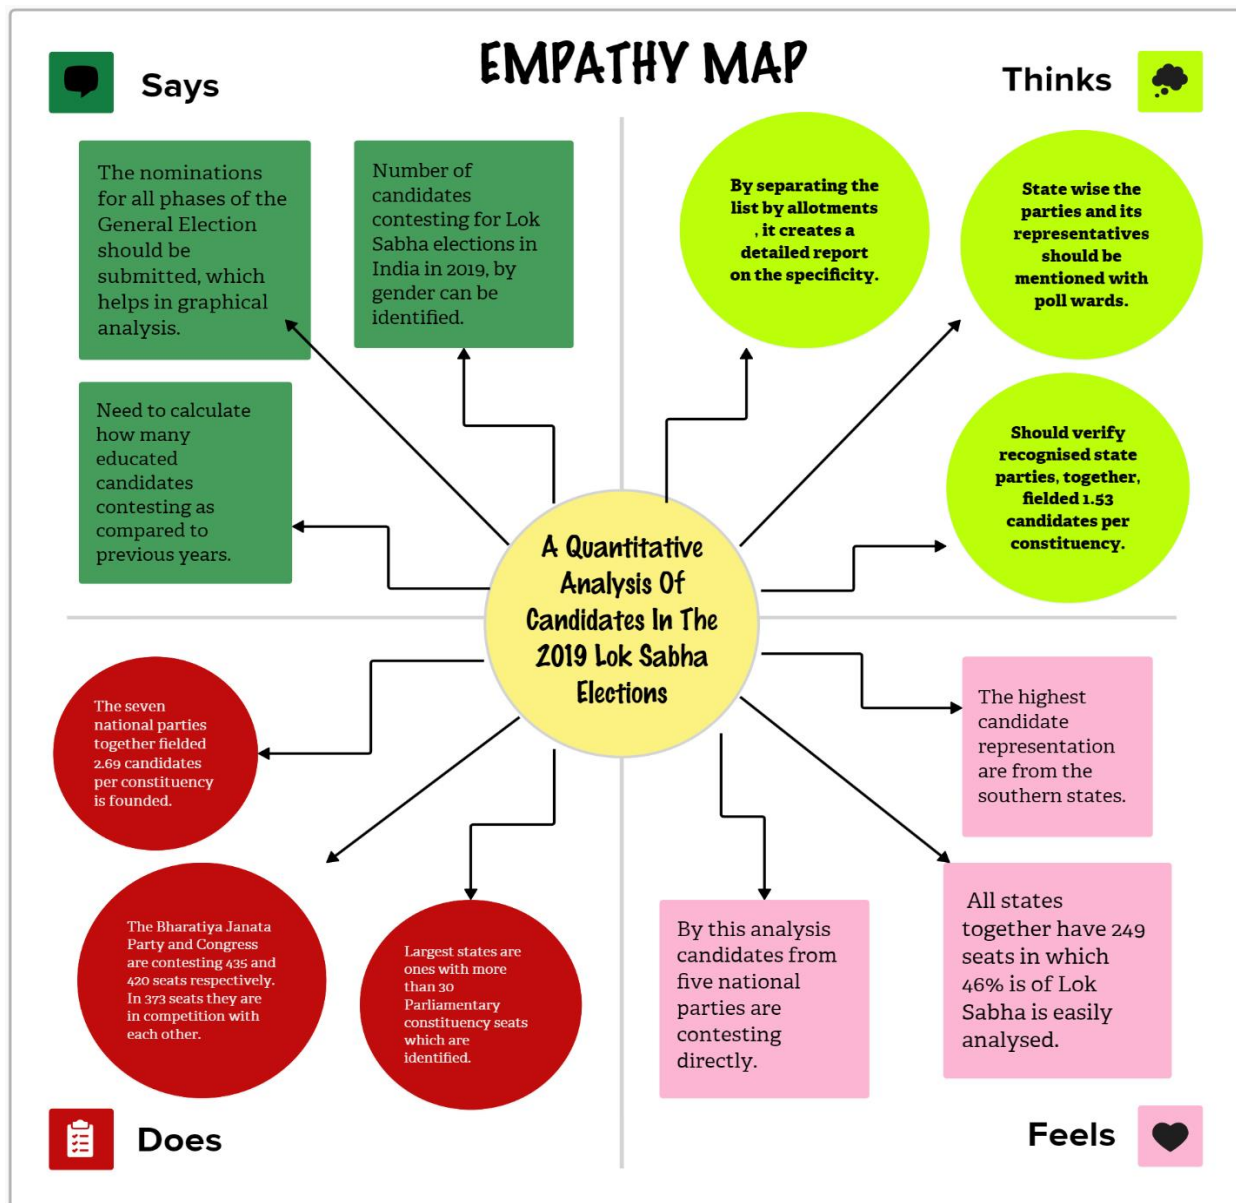 EMPATHY MAP
Says
The nominations
for all phases of the
General Election
should be
submitted, which
helps in graphical
analysis.
Number of
candidates
contesting for Lok
Sabha elections in
India in 2019, by
gender can be
identified.
Need to calculate
how many
educated
candidates
contesting as
compared to
previous years.
Thinks
By separating the
list by allotments
, it creates a
detailed report
on the specificity.
State wise the
parties and its
representatives
should be
mentioned with
poll wards.
Should verify
recognised state
parties, together,
fielded 1.53
candidates per
constituency.
A Quantitative
Analysis Of
Candidates In The
2019 Lok Sabha
Elections
The seven
national parties
together fielded
2.69 candidates
per constituency
is founded.
The Bharatiya Janata
Party and Congress
are contesting 435 and
420 seats respectively.
In 373 seats they are
in competition with
each other.
Largest states are
ones with more
than 30
Parliamentary
constituency seats
which are
identified.
Does
The highest
candidate
representation
are from the
southern states.
By this analysis
candidates from
five national
parties are
contesting
directly.
All states
together have 249
seats in which
46% is of Lok
Sabha is easily
analysed.
Feels